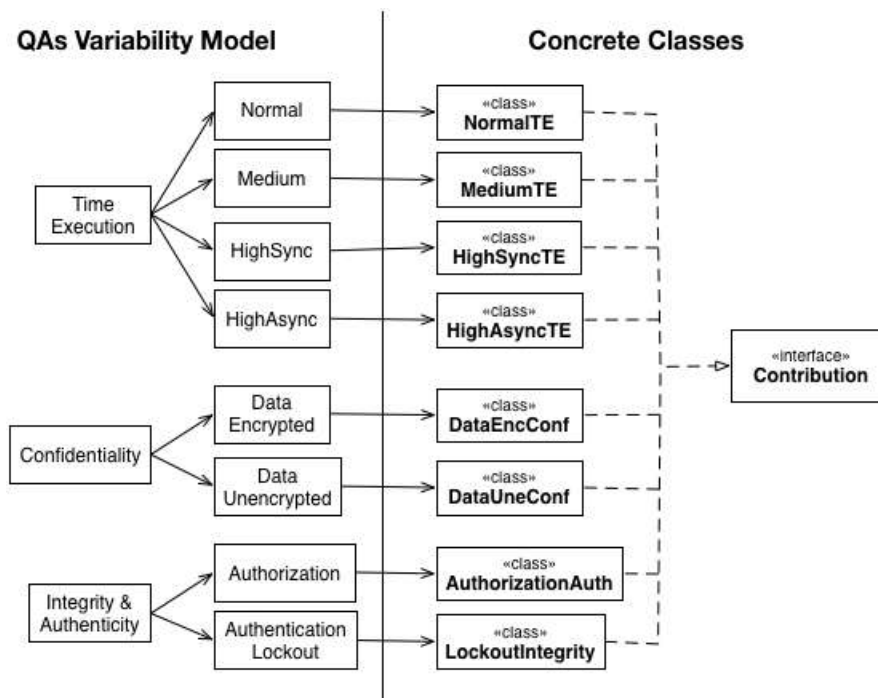 QAs Variability Model
Concrete Classes
Normal
«class»
NormalTE
Medium
«class»
MediumTE
Time
Execution
HighSync
«class»
HighSyncTE
HighAsync
«class»
HighAsyncTE
«interface»
Contribution
Data
Encrypted
«class»
DataEncConf
Confidentiality
Data
Unencrypted
«class»
DataUneConf
Authorization
«class»
AuthorizationAuth
Integrity &
Authenticity
Authentication
Lockout
«class»
LockoutIntegrity